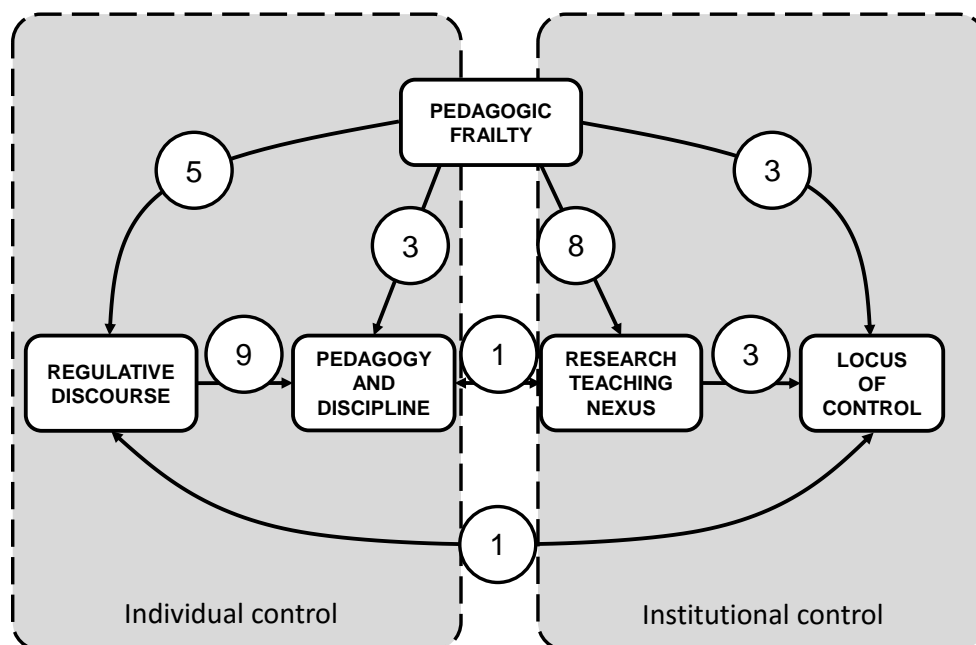 PEDAGOGIC
FRAILTY
5
3
3
8
REGULATIVE
DISCOURSE
9
PEDAGOGY
AND
DISCIPLINE
1
RESEARCH
TEACHING
NEXUS
3
LOCUS
OF
CONTROL
1
Individual control
Institutional control